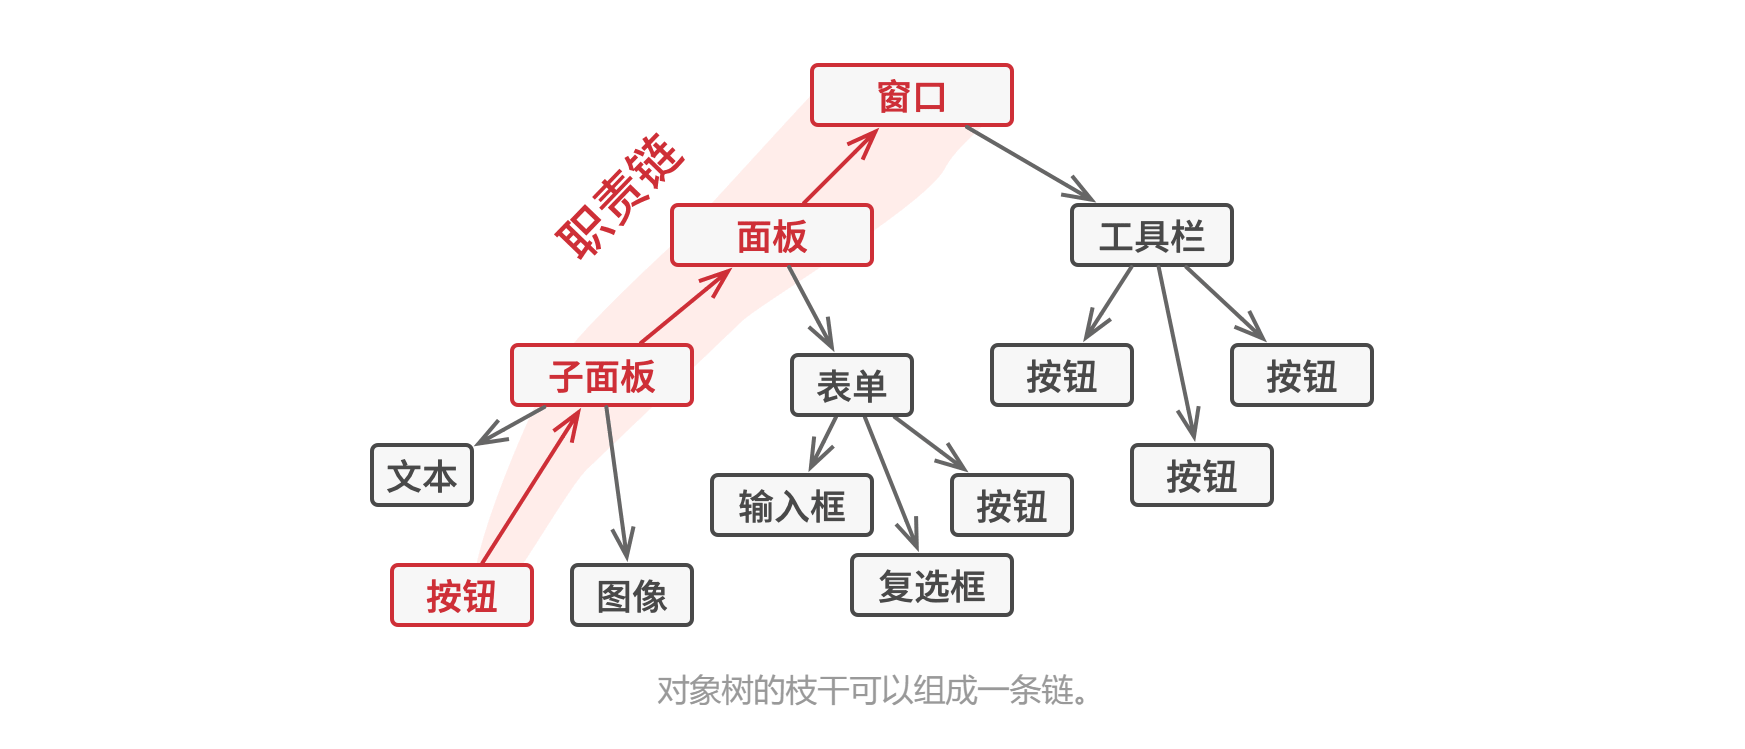 窗口
职责链
面板
工具栏
子面板
表单
按钮
按钮
文本
按钮
输入框
按钮
复选框
按钮
图像
对象树的枝干可以组成一条链。